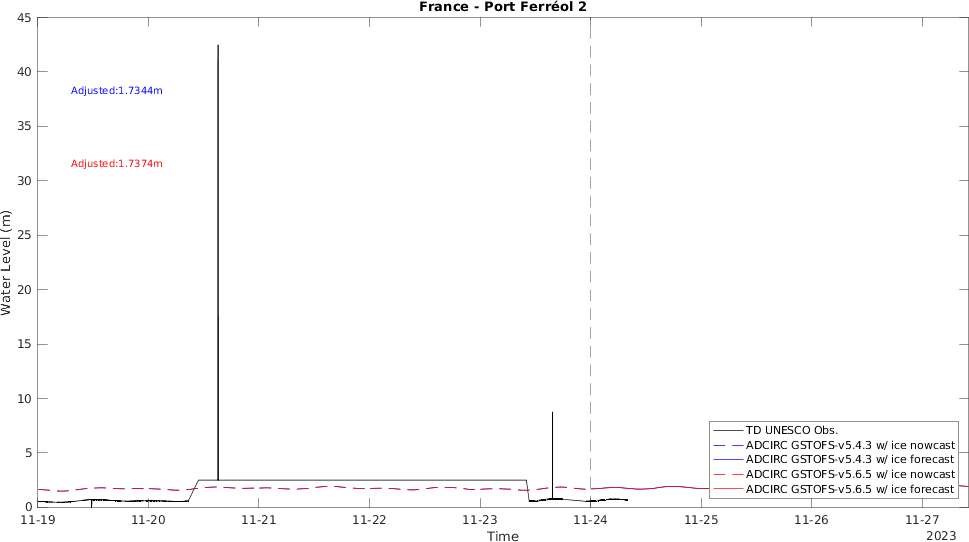 France - Port Ferréol 2
45
40
35
30
25
20
15
10
5
0
Water Level (m)
Adjusted:1.7344m
Adjusted:1.7374m
TD UNESCO Obs.
ADCIRC GSTOFS-v5.4.3 w/ ice nowcast
ADCIRC GSTOFS-v5.4.3 w/ ice forecast
ADCIRC GSTOFS-v5.6.5 w/ ice nowcast
ADCIRC GSTOFS-v5.6.5 w/ ice forecast
11-19 11-20 11-21 11-22 11-23 11-24 11-25 11-26 11-27
Time
2023